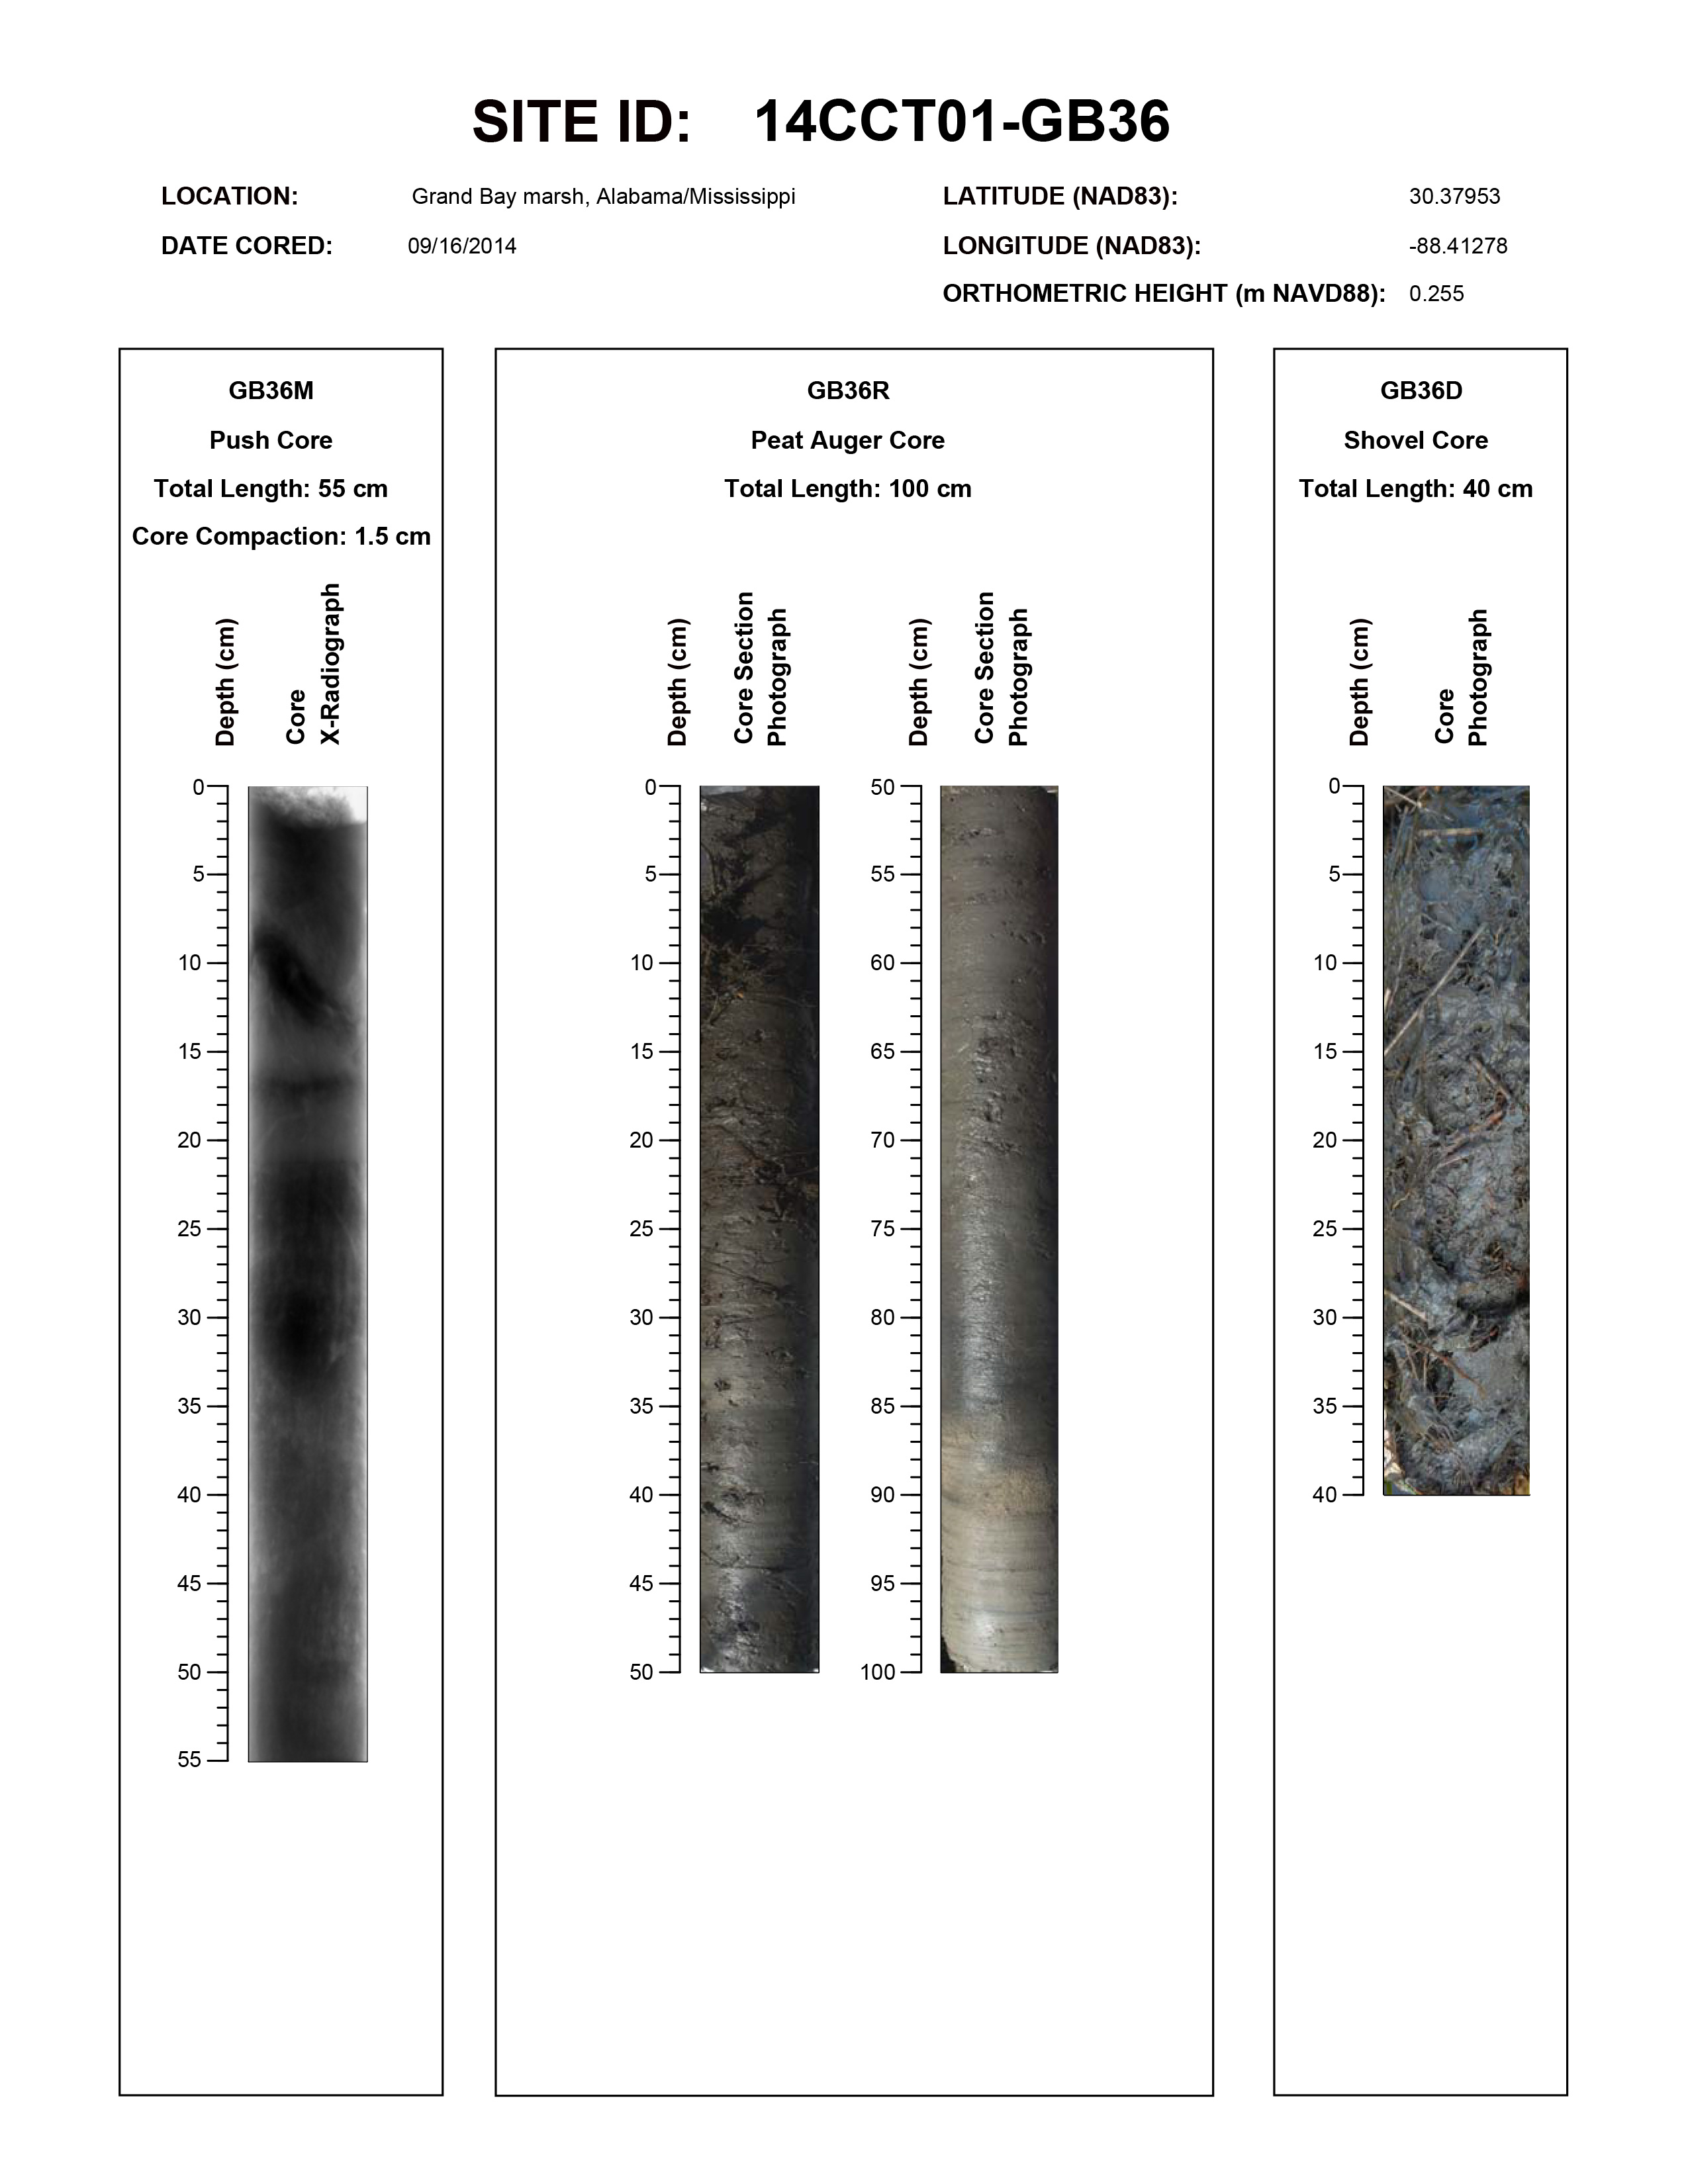 SITE ID: 14CCT01-GB36
LOCATION: Grand Bay marsh, Alabama/Mississippi
DATE CORED: 09/16/2014
LATITUDE (NAD83): 30.37953
LONGITUDE (NAD83): -88.41278
ORTHOMETRIC HEIGHT (m NAVD88): 0.255
GB36M
Push Core
Total Length: 55 cm
Core Compaction: 1.5 cm
Depth (cm)
Core
X-Radiograph
0
5
10
15
20
25
30
35
40
45
50
55
GB36R
Peat Auger Core
Total Length: 100 cm
Depth (cm)
Core Section
Photograph
0
5
10
15
20
25
30
35
40
45
50
Depth (cm)
Core Section
Photograph
50
55
60
65
70
75
80
85
90
95
100
GB36D
Shovel Core
Total Length: 40 cm
Depth (cm)
Core
Photograph
0
5
10
15
20
25
30
35
40